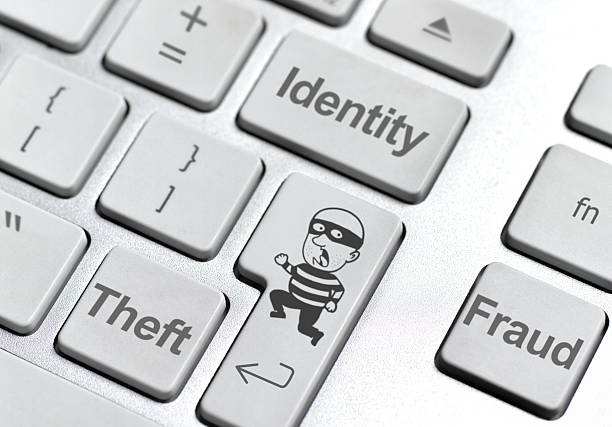 +
=
Identity
{
[
}
]
"
fn
Theft
Fraud